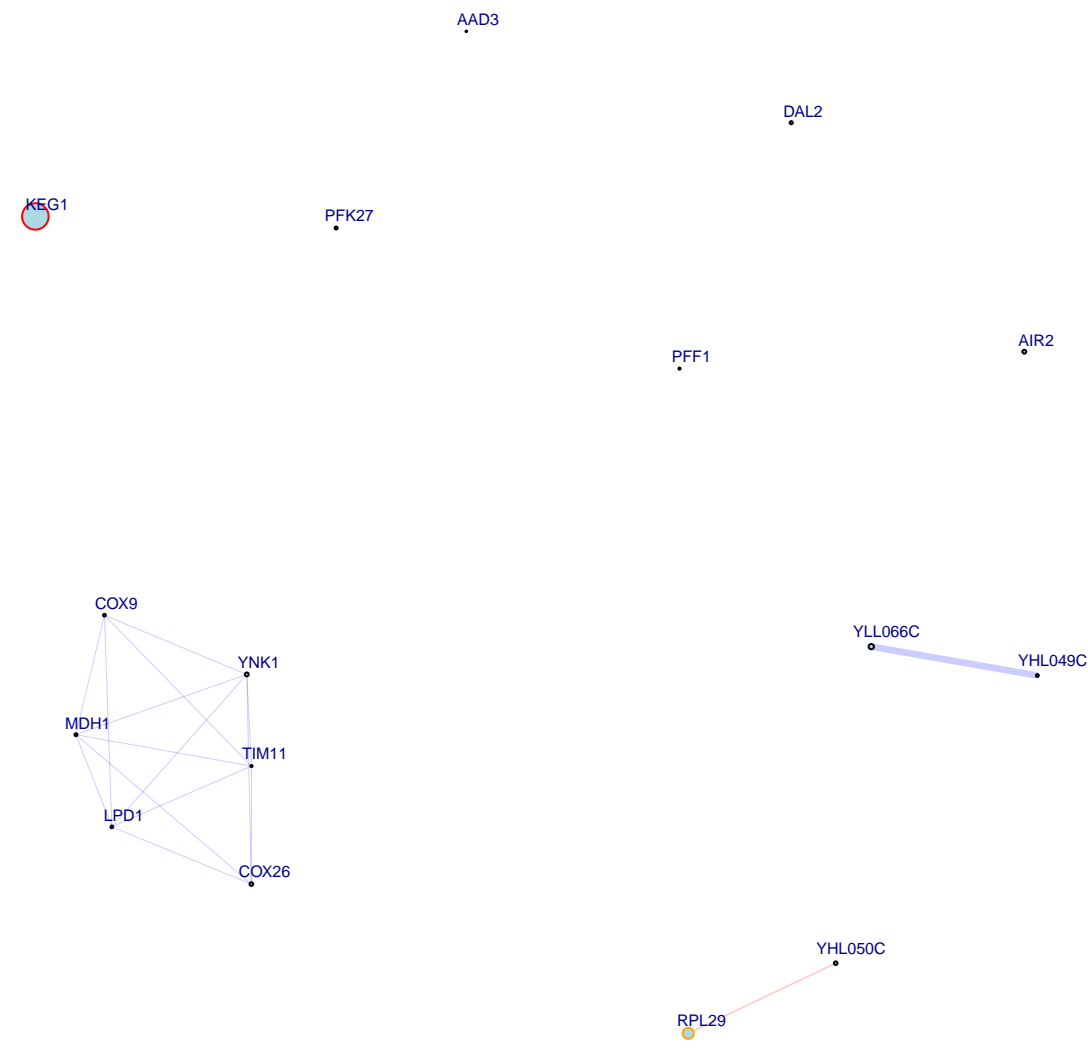 AAD3
DAL2
KEG1
PFK27
AIR2
PFF1
COX9
YLL066C
YHL049C
YNK1
MDH1
TIM11
LPD1
COX26
YHL050C
RPL29